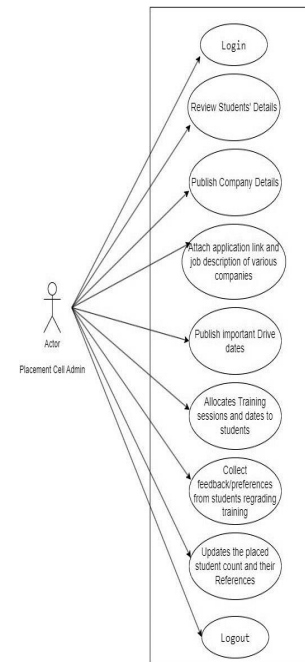 Login
Review Students' Details
Publish Company Details
Attach application link and
job description of various
companies
Actor
Placement Cell Admin
Publish important Drive
dates
Allocates Training
sessions and dates to
students
Collect
feedback/preferences
from students regrading
training
Updates the placed
student count and their
References
Logout